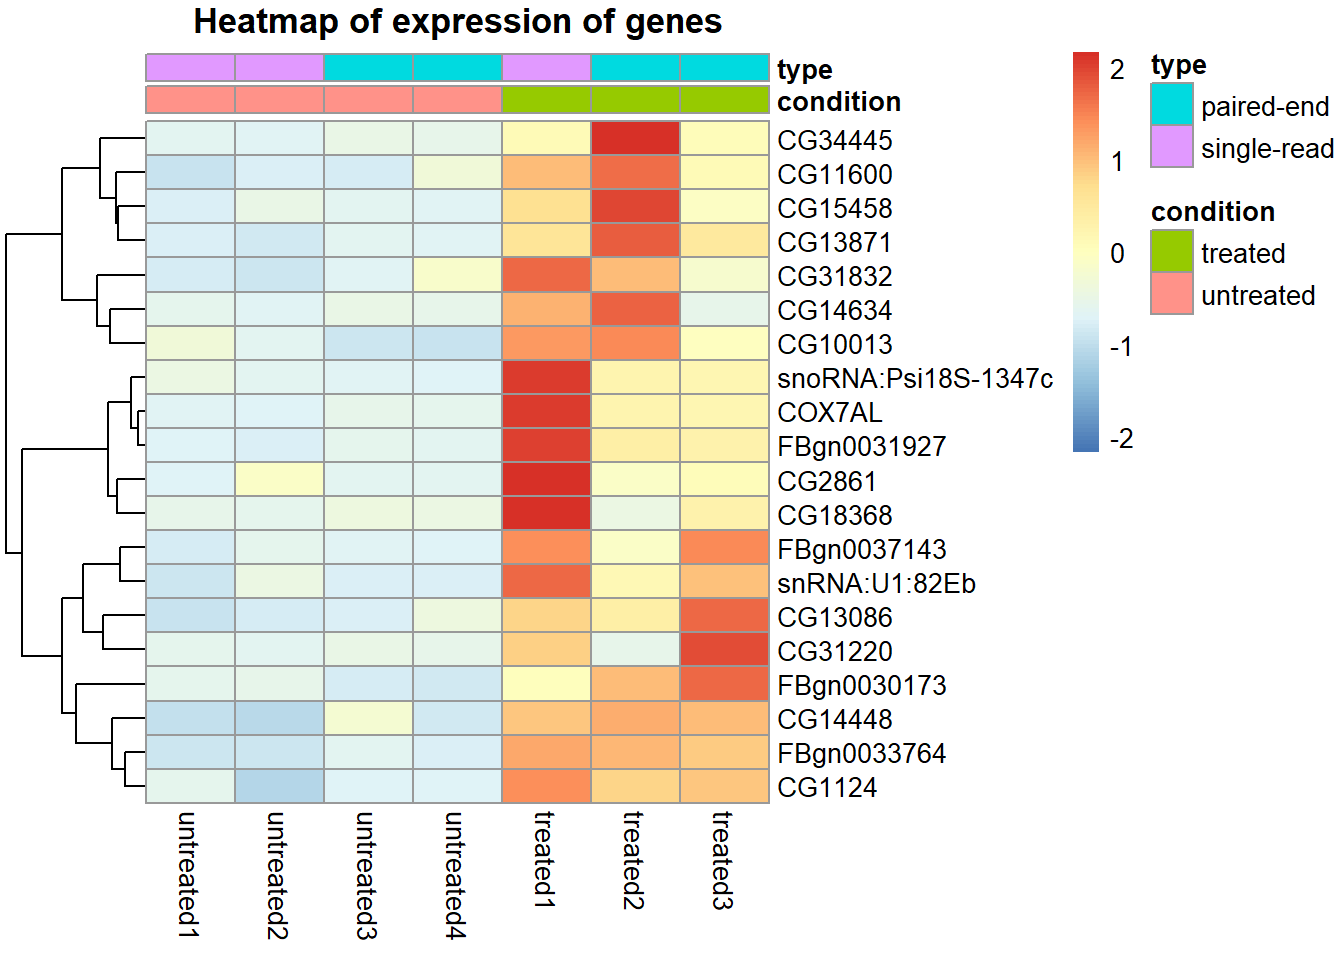 Heatmap of expression of genes
type
condition
CG34445
CG11600
CG15458
CG13871
CG31832
CG14634
CG10013
snoRNA:Psi18S-1347c
COX7AL
FBgn0031927
CG2861
CG18368
FBgn0037143
snRNA:U1:82Eb
CG13086
CG31220
FBgn0030173
CG14448
FBgn0033764
CG1124
untreated1
untreated2
untreated3
untreated4
treated1
treated2
treated3
2
1
0
-1
-2
type
paired-end
single-read
condition
treated
untreated